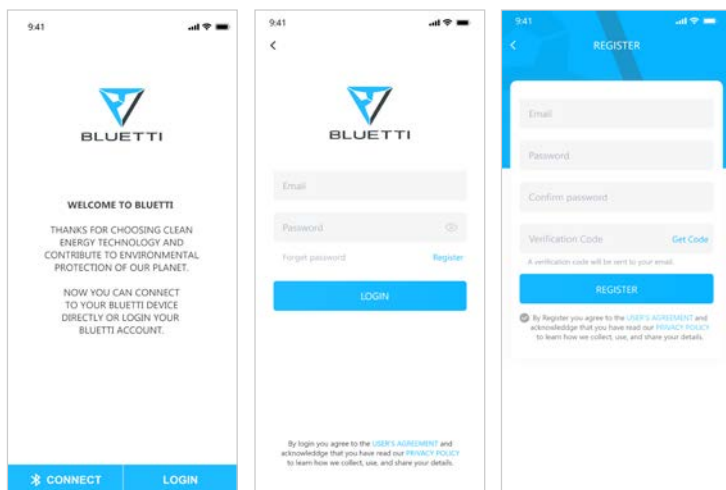 9:41
BLUETTI
WELCOME TO BLUETTI
THANKS FOR CHOOSING CLEAN
ENERGY TECHNOLOGY AND
CONTRIBUTE TO ENVIRONMENTAL
PROTECTION OF OUR PLANET.
NOW YOU CAN CONNECT
TO YOUR BLUETTI DEVICE
DIRECTLY OR LOGIN YOUR
BLUETTI ACCOUNT.
CONNECT
LOGIN
9:41
BLUETTI
Email
Password
Forget password
Register
LOGIN
By login you agree to the USER'S AGREEMENT and
acknowleddge that you have read our PRIVACY POLICY
to learn how we collect, use, and share your details.
9:41
REGISTER
Email
Password
Confirm password
Verification Code
Get Code
A verification code will be sent to your email.
REGISTER
By Register you agree to the USER'S AGREEMENT and
acknowleddge that you have read our PRIVACY POLICY
to learn how we collect, use, and share your details.